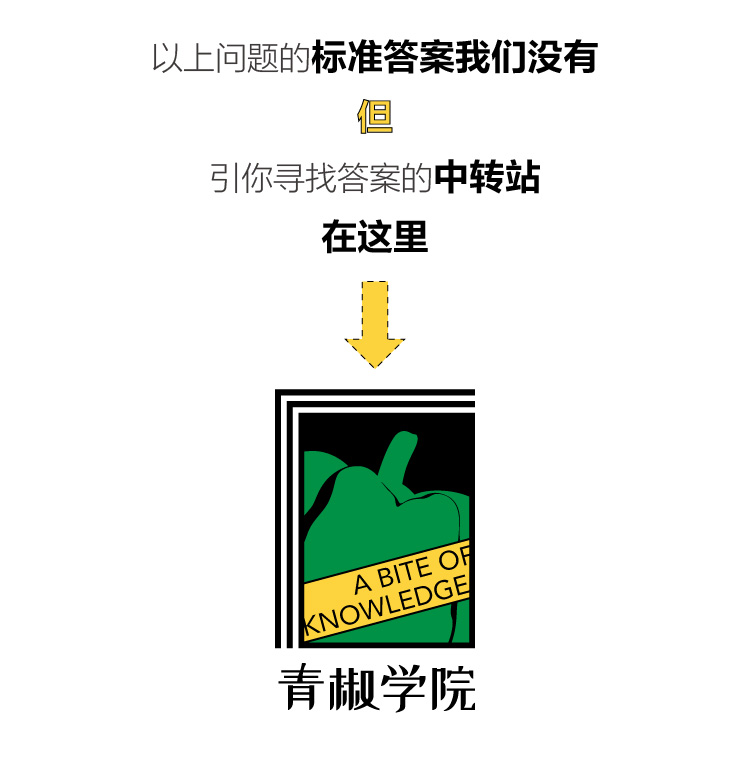 以上问题的标准答案我们没有
但
引你寻找答案的中转站
在这里
A BITE OF
KNOWLEDGE
青椒学院